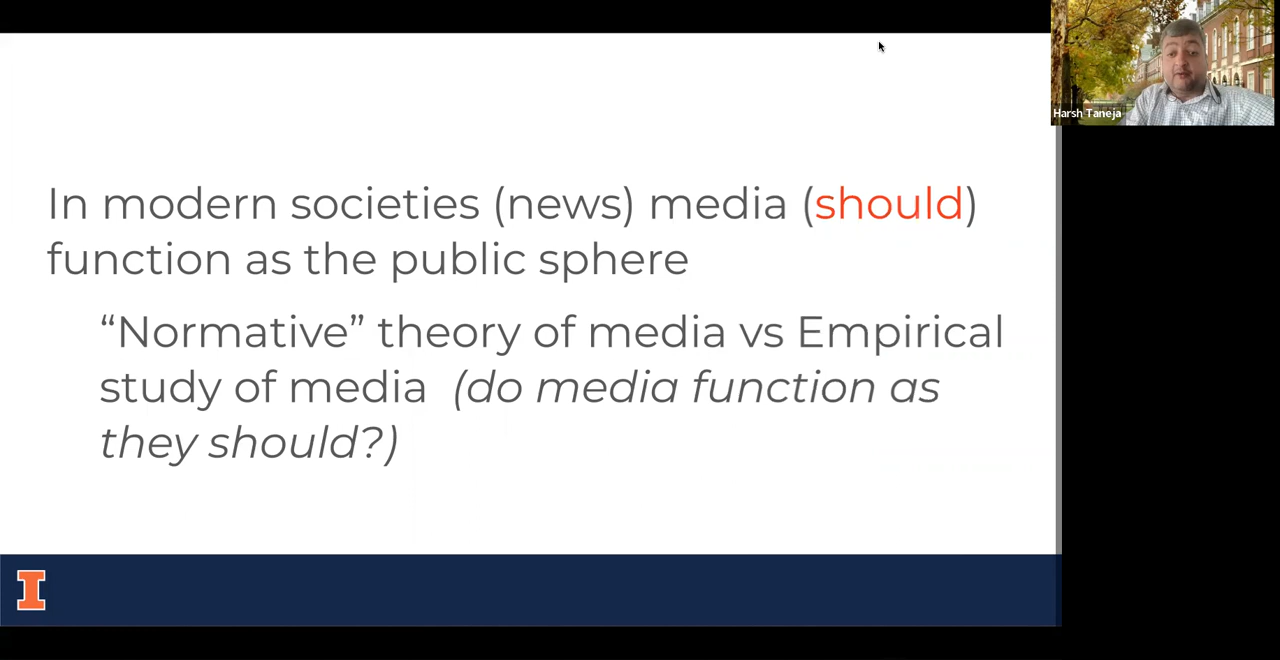 In modern societies (news) media (should)
function as the public sphere
“Normative” theory of media vs Empirical
study of media (do media function as
they should?)
Harsh Taneja
I